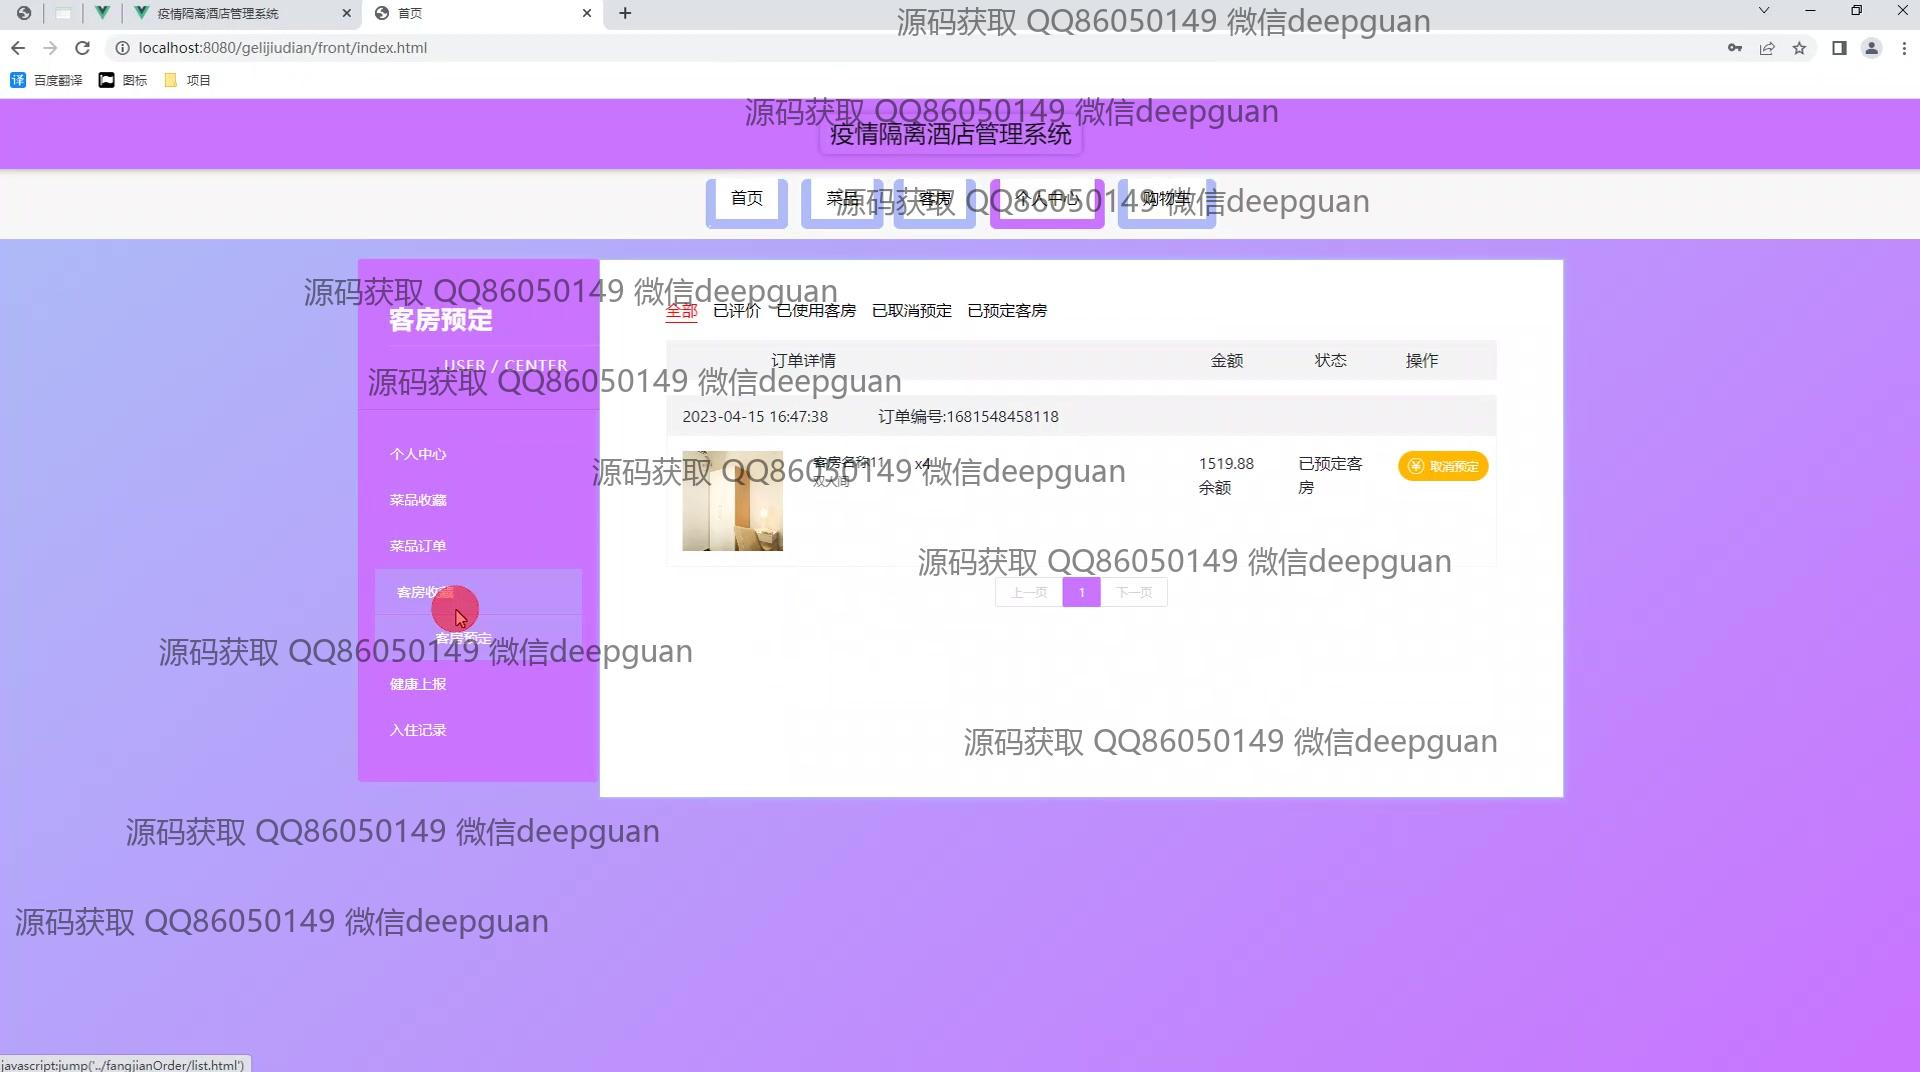 疫情隔离酒店管理系统
首页
源码获取 QQ86050149 微信deepguan
localhost:8080/gelijiudian/front/index.html
百度翻译
图标
项目
源码获取 QQ86050149 微信deepguan
疫情隔离酒店管理系统
首页
菜品
客房
个人中心
购物车
源码获取 QQ86050149 微信deepguan
源码获取 QQ86050149 微信deepguan
客房预定
USER / CENTER
全部 已评价 已使用客房 已取消预定 已预定客房
订单详情 金额 状态 操作
源码获取 QQ86050149 微信deepguan
2023-04-15 16:47:38 订单编号:1681548458118
个人中心
菜品收藏
菜品订单
客房收藏
客房预定
健康上报
入住记录
客房名称11 x4
双人间
1519.88
余额
已预定客
房
取消预定
源码获取 QQ86050149 微信deepguan
源码获取 QQ86050149 微信deepguan
上一页 1 下一页
源码获取 QQ86050149 微信deepguan
源码获取 QQ86050149 微信deepguan
源码获取 QQ86050149 微信deepguan
源码获取 QQ86050149 微信deepguan
javascript:jump('../fangjianOrder/list.html')